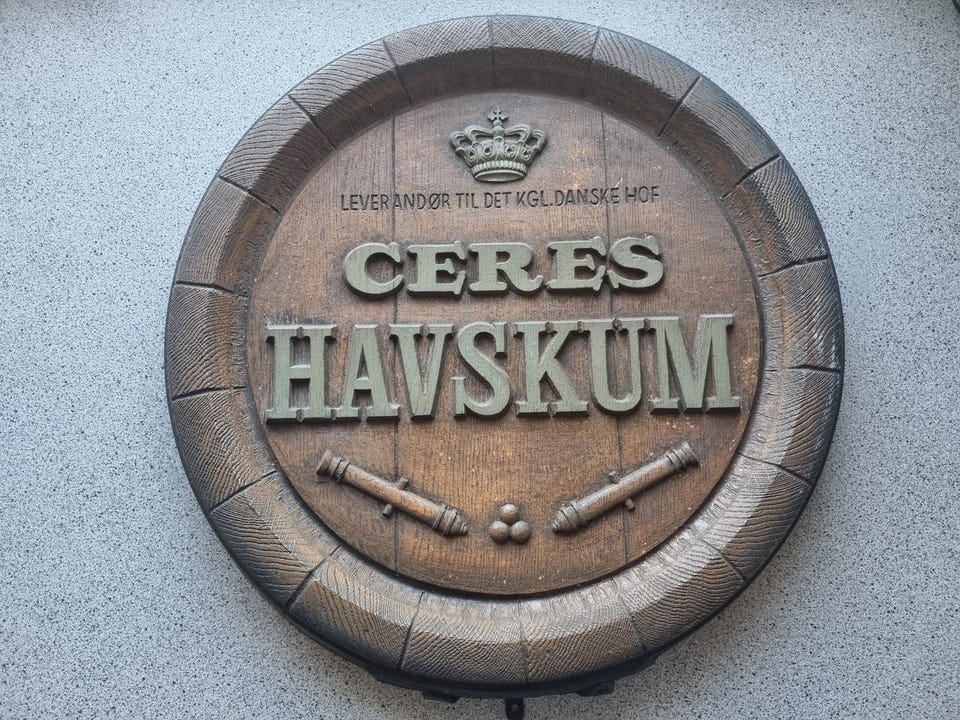 LEVERANDØR TIL DET KGL.DANSKE HOF
CERES
HAVSKUM